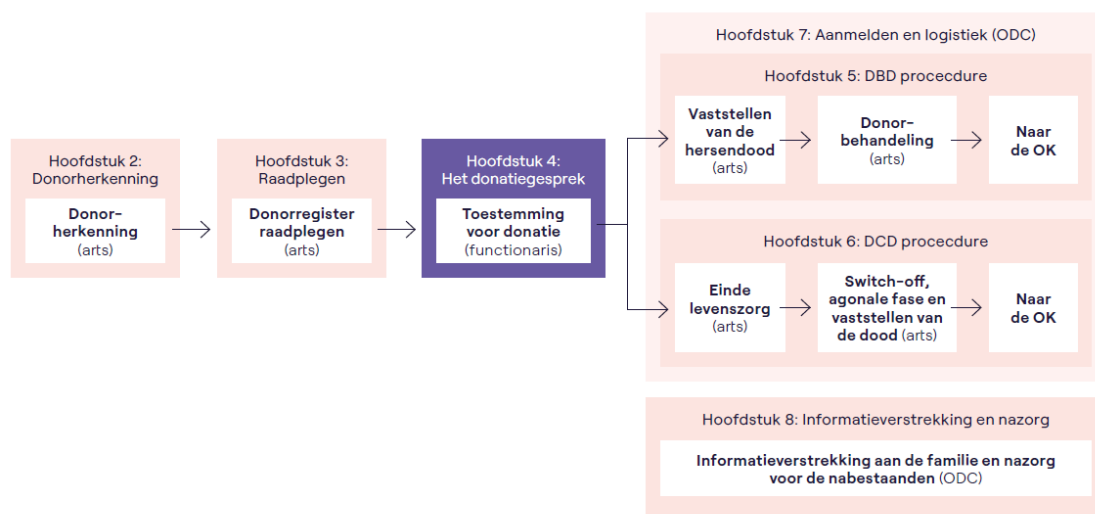 Hoofdstuk 2:
Donorherkenning
Donor-
herkenning
(arts)
Hoofdstuk 3:
Raadplegen
Donorregister
raadplegen
(arts)
Hoofdstuk 4:
Het donatiegesprek
Toestemming
voor donatie
(functionaris)
Hoofdstuk 7: Aanmelden en logistiek (ODC)
Hoofdstuk 5: DBD procecdure
Vaststellen
van de
hersendood
(arts)
Donor-
behandeling
(arts)
Naar
de OK
Hoofdstuk 6: DCD procecdure
Einde
levenszorg
(arts)
Switch-off,
agonale fase en
vaststellen van
de dood (arts)
Naar
de OK
Hoofdstuk 8: Informatieverstrekking en nazorg
Informatieverstrekking aan de familie en nazorg
voor de nabestaanden (ODC)